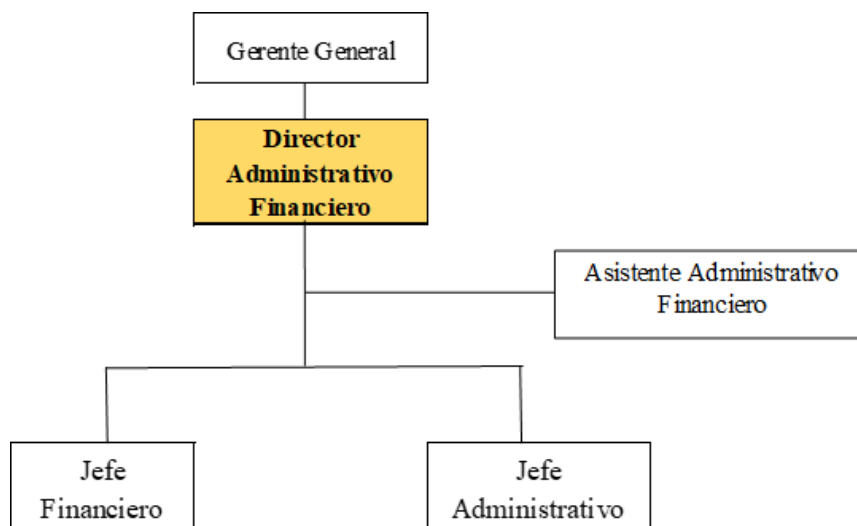 Gerente General
Director
Administrativo
Financiero
Asistente Administrativo
Financiero
Jefe
Financiero
Jefe
Administrativo